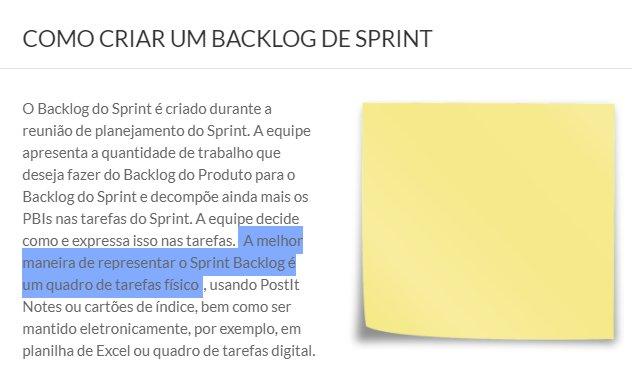 COMO CRIAR UM BACKLOG DE SPRINT
O Backlog do Sprint é criado durante a
reunião de planejamento do Sprint. A equipe
apresenta a quantidade de trabalho que
deseja fazer do Backlog do Produto para o
Backlog do Sprint e decompõe ainda mais os
PBIs nas tarefas do Sprint. A equipe decide
como e expressa isso nas tarefas. A melhor
maneira de representar o Sprint Backlog é
um quadro de tarefas físico , usando PostIt
Notes ou cartões de índice, bem como ser
mantido eletronicamente, por exemplo, em
planilha de Excel ou quadro de tarefas digital.